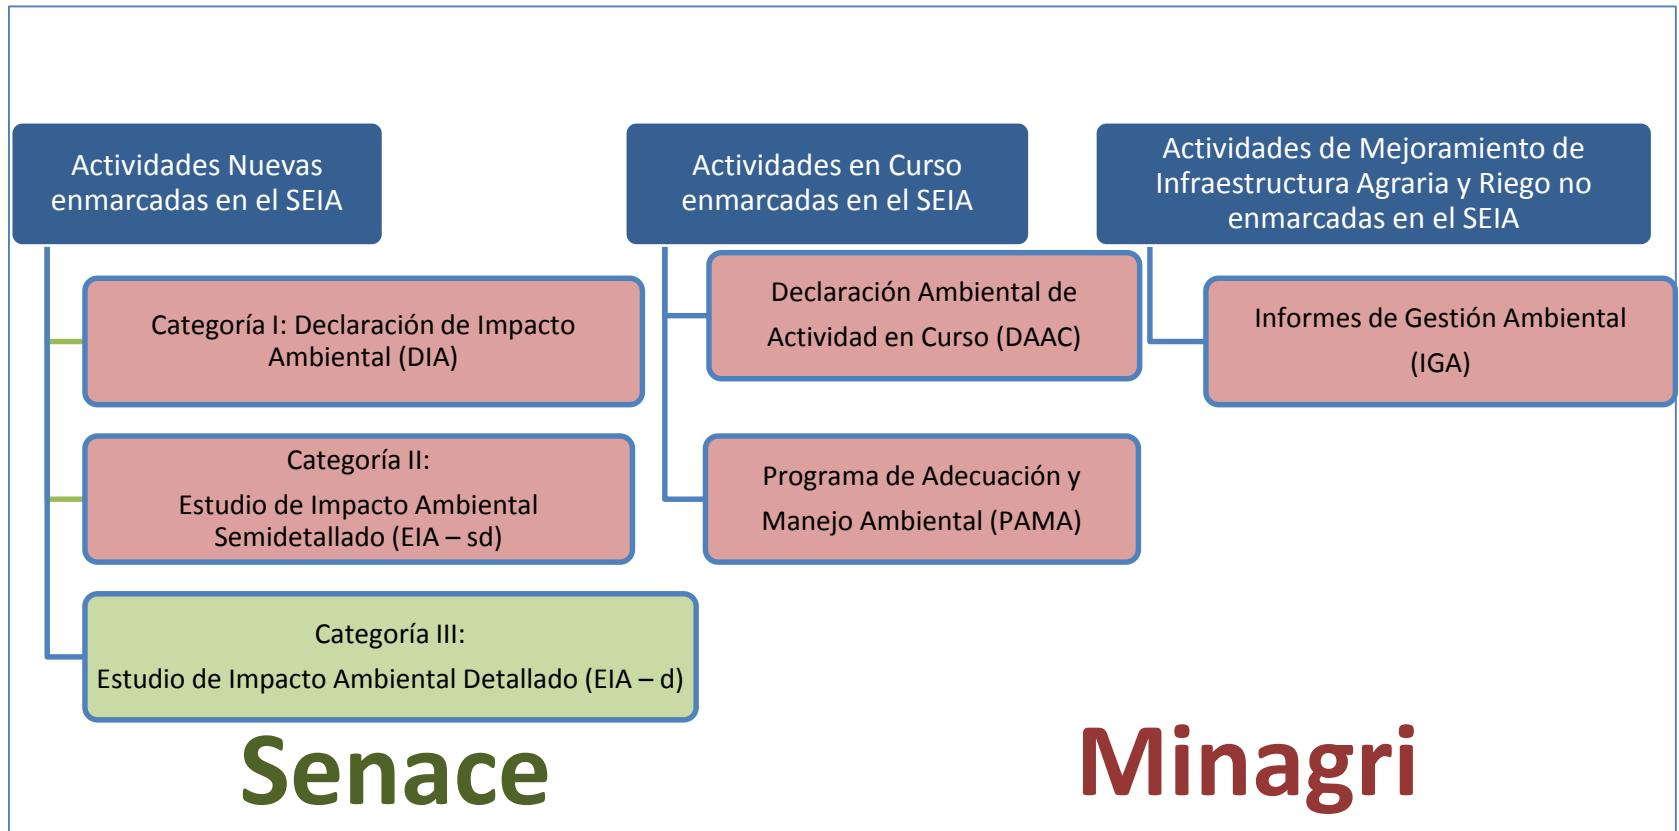 Actividades Nuevas
enmarcadas en el SEIA
Categoría I: Declaración de Impacto
Ambiental (DIA)
Categoría II:
Estudio de Impacto Ambiental
Semidetallado (EIA – sd)
Categoría III:
Estudio de Impacto Ambiental Detallado (EIA – d)
Actividades en Curso
enmarcadas en el SEIA
Declaración Ambiental de
Actividad en Curso (DAAC)
Programa de Adecuación y
Manejo Ambiental (PAMA)
Actividades de Mejoramiento de
Infraestructura Agraria y Riego no
enmarcadas en el SEIA
Informes de Gestión Ambiental
(IGA)
Senace
Minagri